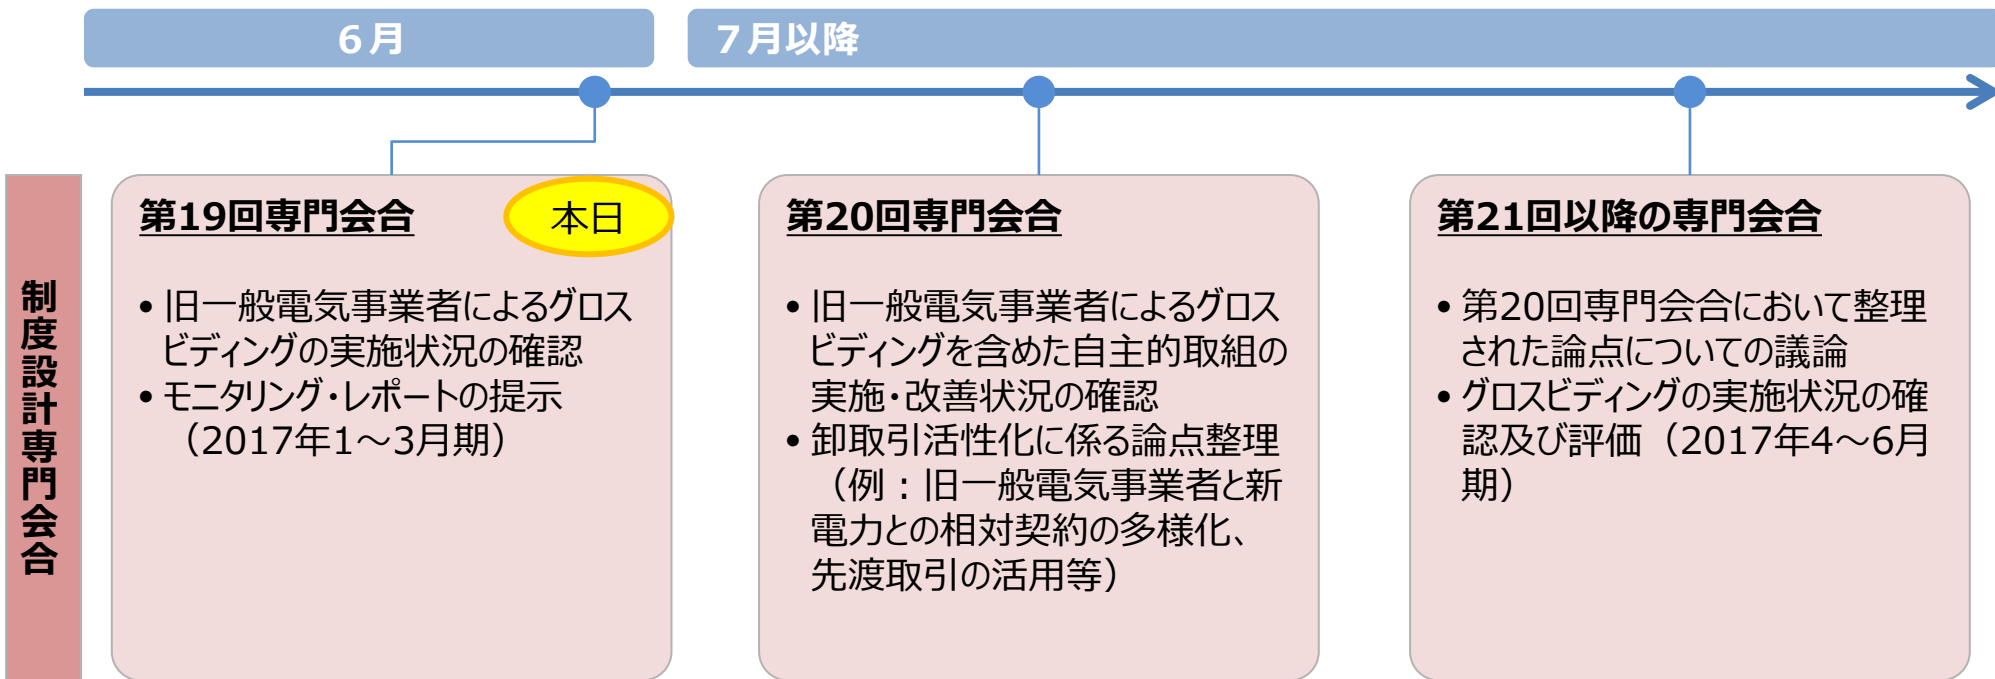 ６月
７月以降
制度設計専門会合
第19回専門会合
本日
• 旧一般電気事業者によるグロス
ビディングの実施状況の確認
• モニタリング・レポートの提示
（2017年1～3月期）
第20回専門会合
• 旧一般電気事業者によるグロス
ビディングを含めた自主的取組の
実施・改善状況の確認
• 卸取引活性化に係る論点整理
（例：旧一般電気事業者と新
電力との相対契約の多様化、
先渡取引の活用等）
第21回以降の専門会合
• 第20回専門会合において整理
された論点についての議論
• グロスビディングの実施状況の確
認及び評価（2017年4～6月
期）